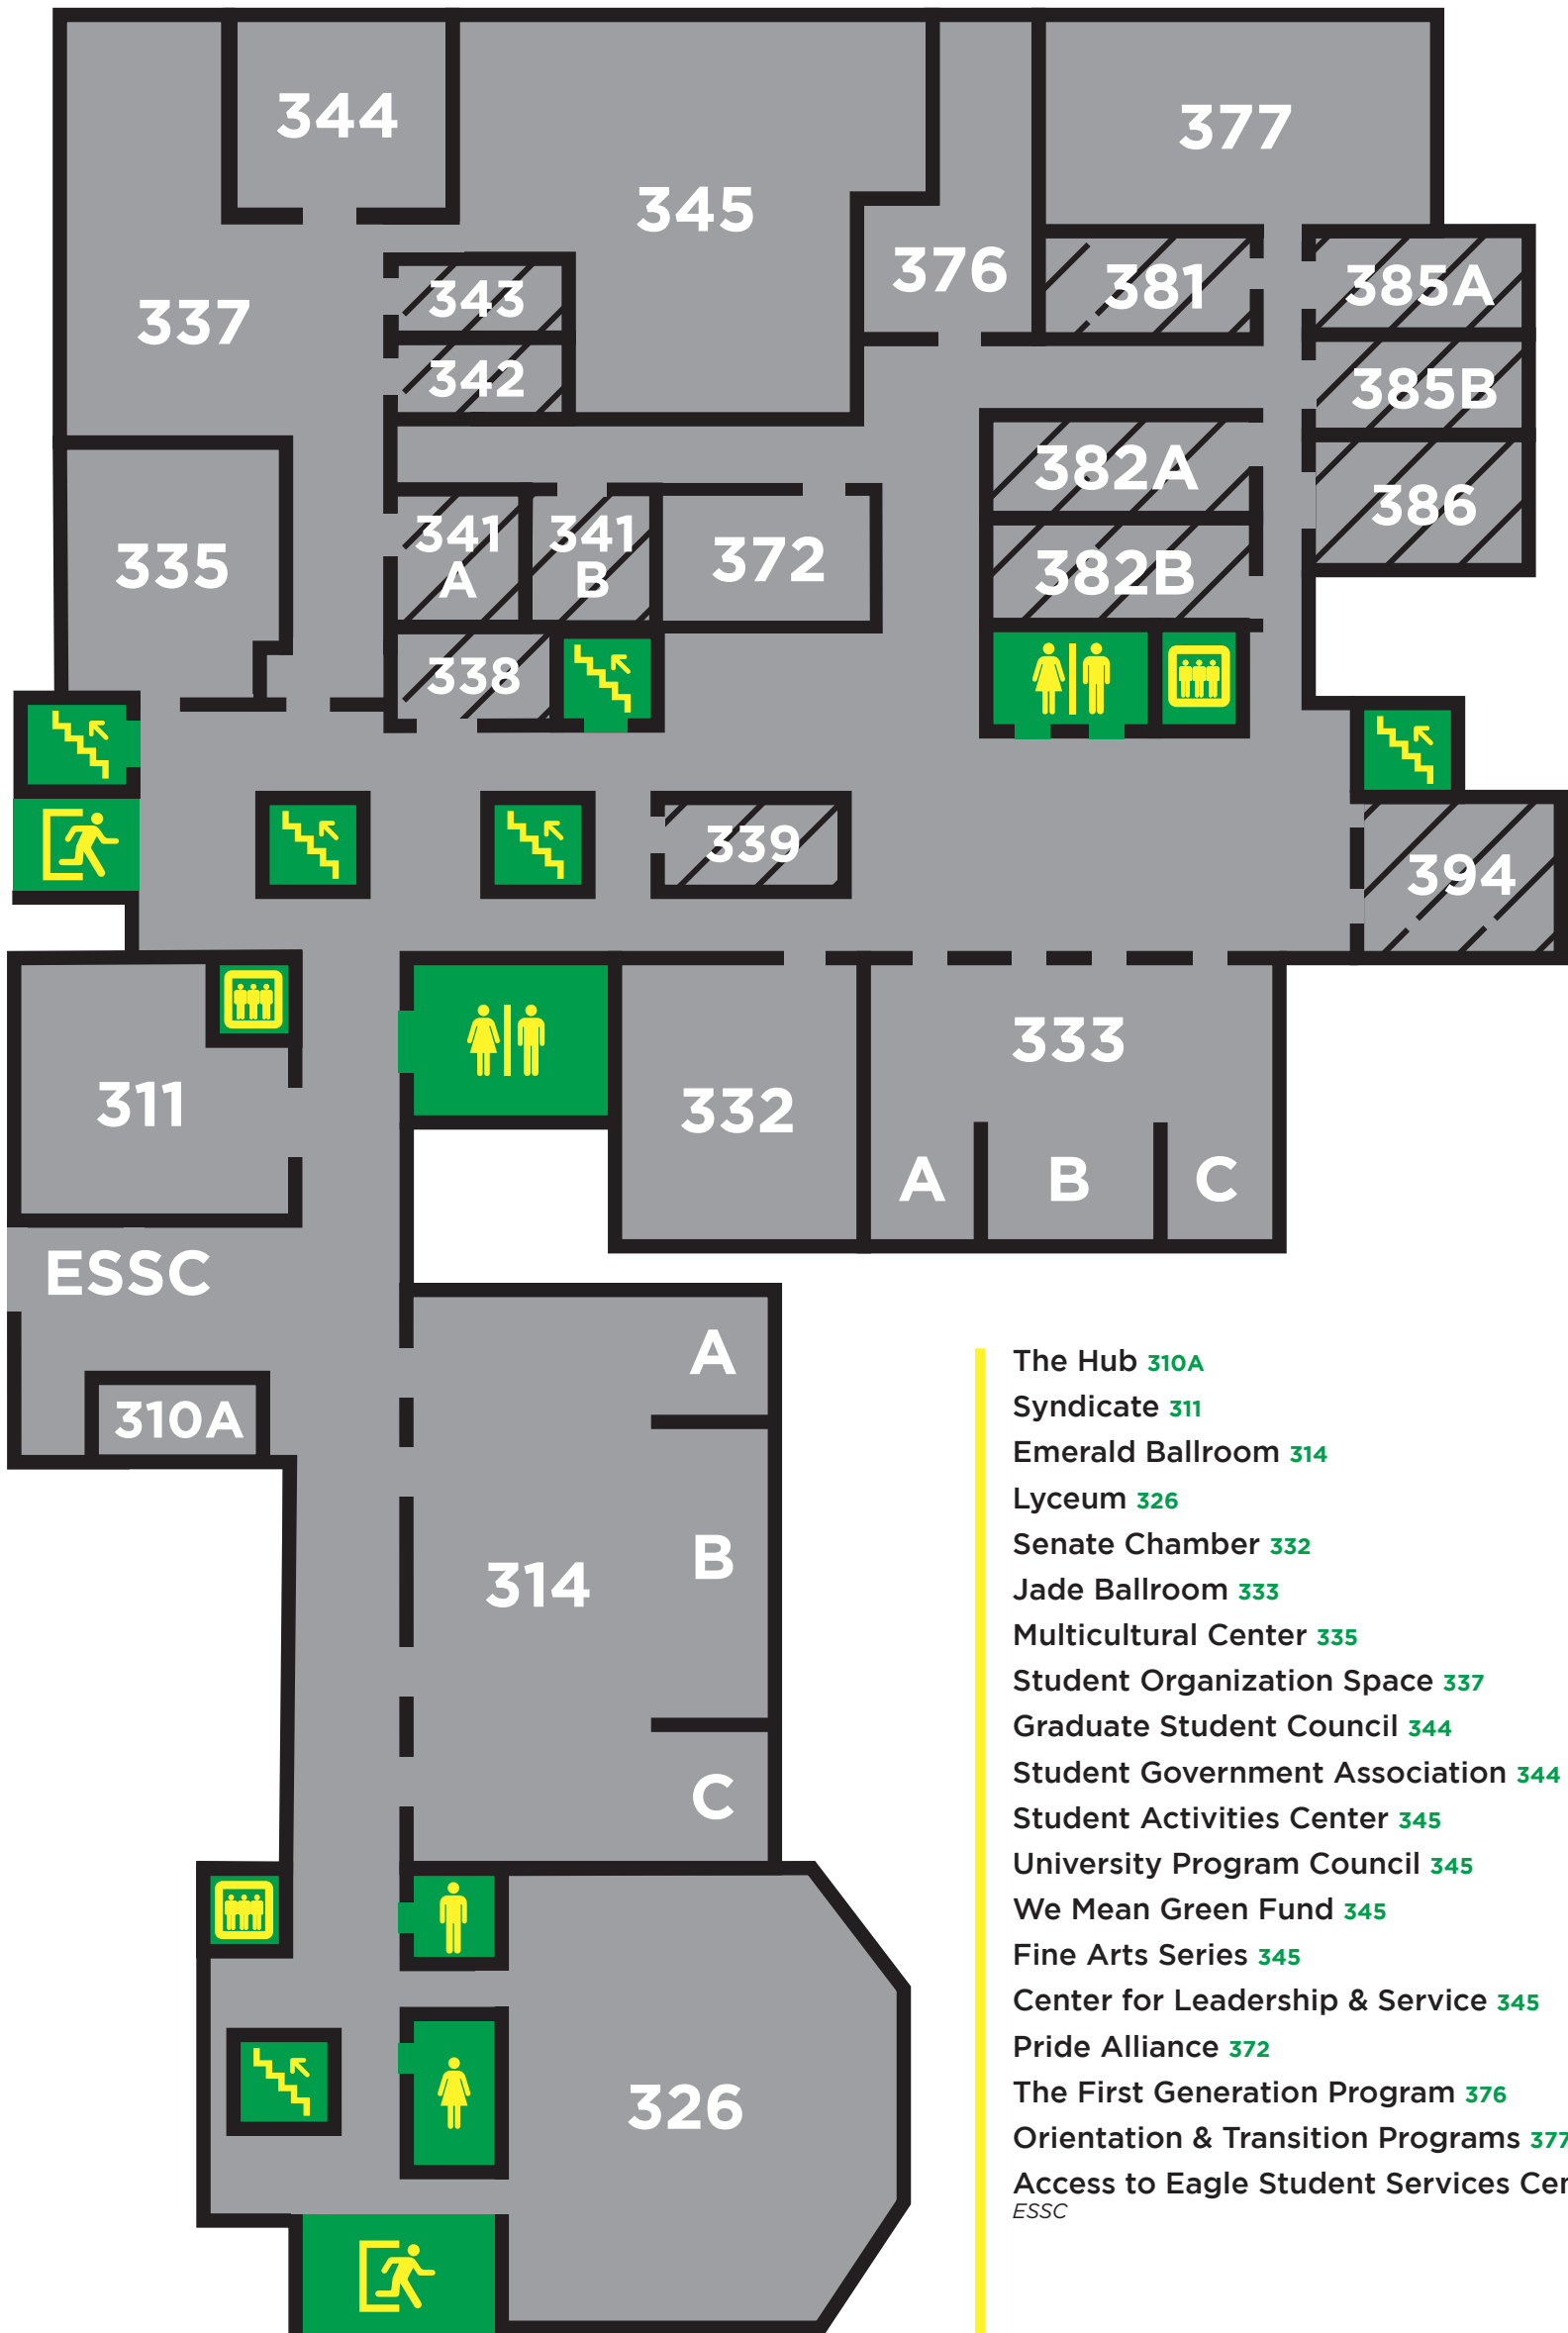 344
377
345
376
381
385A
343
337
342
385B
382A
386
341
A
341
B
372
335
382B
338
339
394
333
311
332
A
B
C
ESSC
A
310A
B
314
C
326
The Hub 310A
Syndicate 311
Emerald Ballroom 314
Lyceum 326
Senate Chamber 332
Jade Ballroom 333
Multicultural Center 335
Student Organization Space 337
Graduate Student Council 344
Student Government Association 344
Student Activities Center 345
University Program Council 345
We Mean Green Fund 345
Fine Arts Series 345
Center for Leadership & Service 345
Pride Alliance 372
The First Generation Program 376
Orientation & Transition Programs 377
Access to Eagle Student Services Cen
ESSC